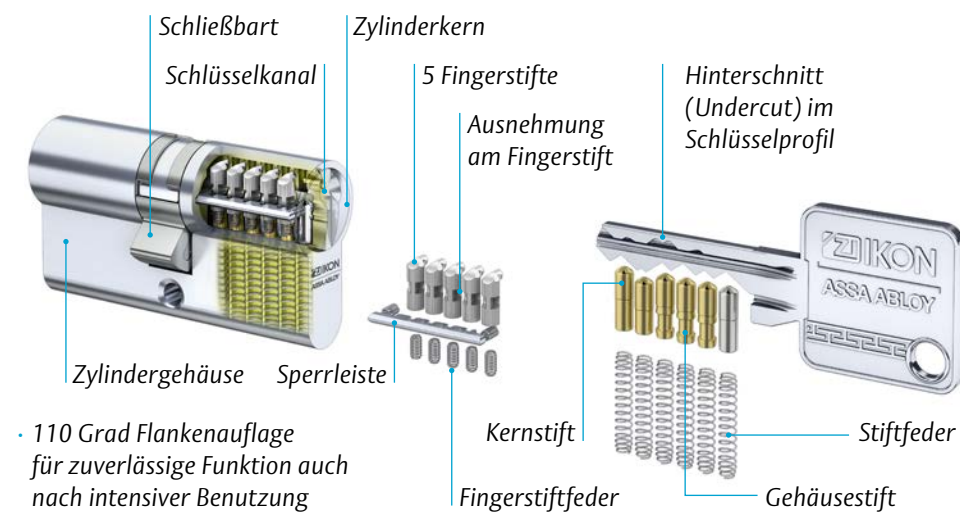 Schließbart
Zylinderkern
Schlüsselkanal
5 Fingerstifte
Ausnehmung
am Fingerstift
Hinterschnitt
(Undercut) im
Schlüsselprofil
IKON
ASSA ABLOY
IKON
ASSA ABLOY
Zylindergehäuse
Sperrleiste
Kernstift
Stiftfeder
· 110 Grad Flankenauflage
für zuverlässige Funktion auch
nach intensiver Benutzung
Fingerstiftfeder
Gehäusestift